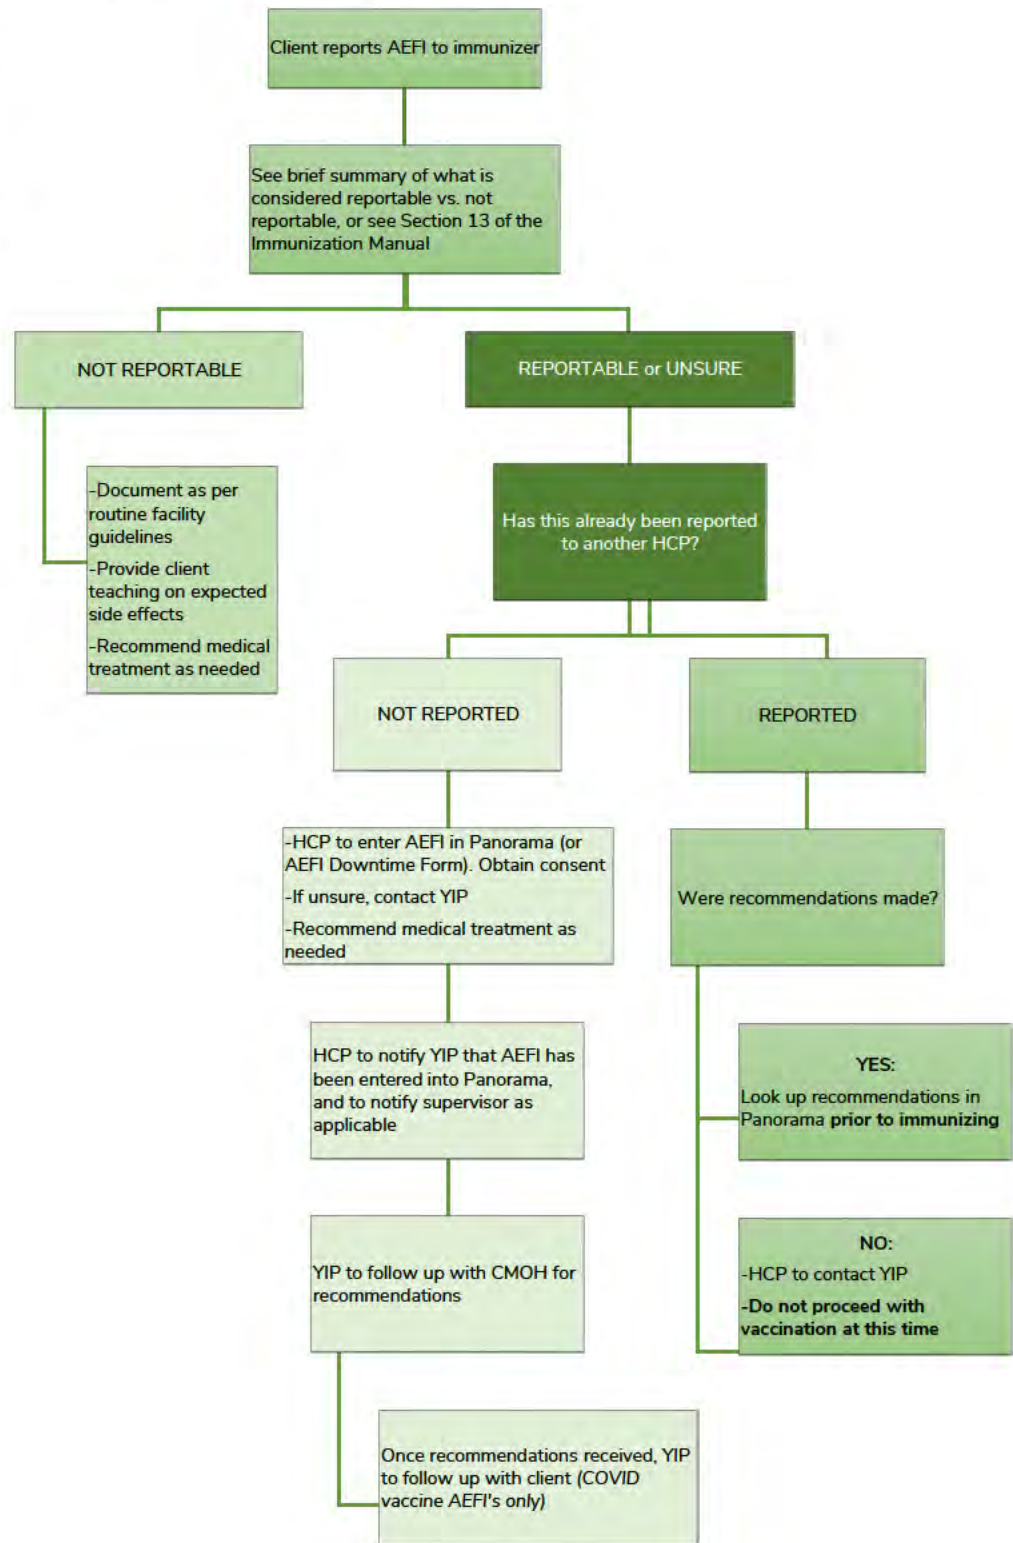 Client reports AEFI to immunizer
See brief summary of what is
considered reportable vs. not
reportable, or see Section 13 of the
Immunization Manual
NOT REPORTABLE
REPORTABLE or UNSURE
-Document as per
routine facility
guidelines
-Provide client
teaching on expected
side effects
-Recommend medical
treatment as needed
Has this already been reported
to another HCP?
NOT REPORTED
REPORTED
-HCP to enter AEFI in Panorama (or
AEFI Downtime Form). Obtain consent
-If unsure, contact YIP
-Recommend medical treatment as
needed
Were recommendations made?
HCP to notify YIP that AEFI has
been entered into Panorama,
and to notify supervisor as
applicable
YES:
Look up recommendations in
Panorama prior to immunizing
YIP to follow up with CMOH for
recommendations
NO:
-HCP to contact YIP
-Do not proceed with
vaccination at this time
Once recommendations received, YIP
to follow up with client (COVID
vaccine AEFI's only)